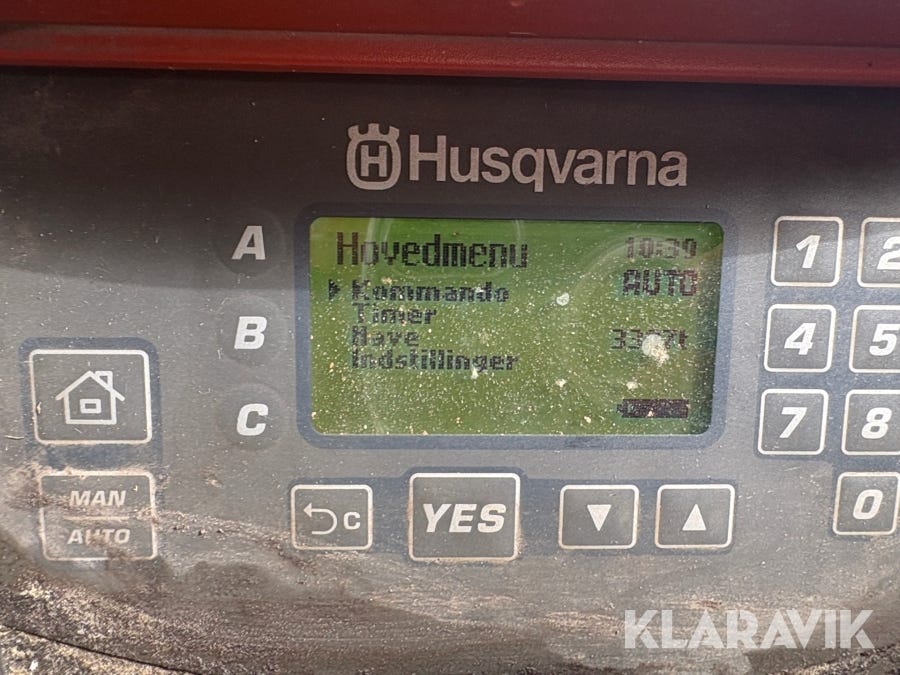 Husqvarna
A
Hovedmenu 10:39
Kommando AUTO
Timer
B
Have
Indstillinger
C
1 2
4 5
7 8
0
MAN
AUTO
C
YES
KLARAVIK